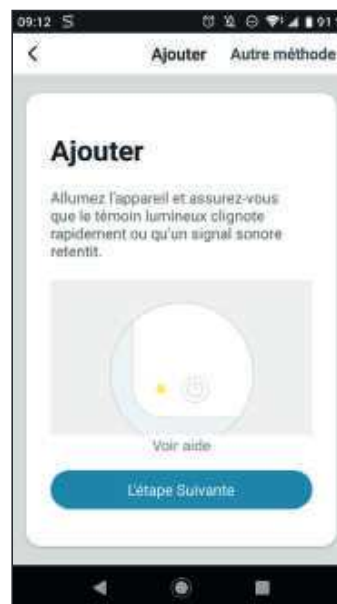 09:12
Ajouter Autre méthode
Ajouter
Allumez l'appareil et assurez-vous
que le témoin lumineux clignote
rapidement ou qu'un signal sonore
retentit.
Voir aide
L'étape Suivante